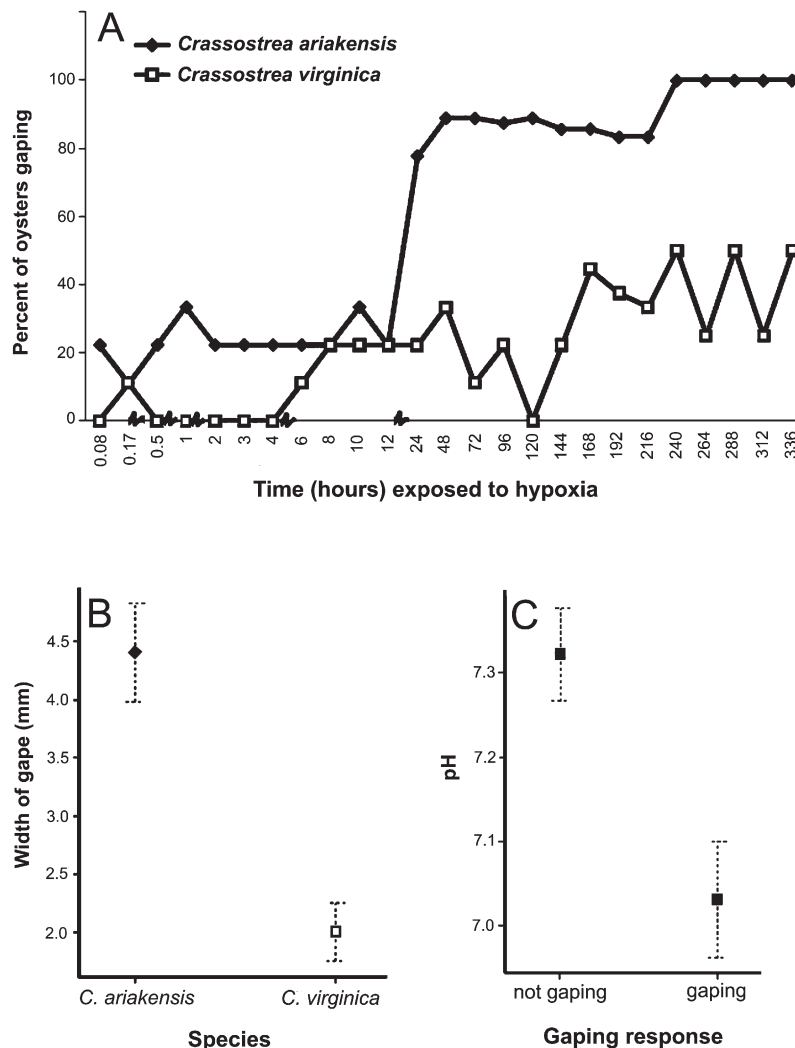 A
Crassostrea ariakensis
Crassostrea virginica
Percent of oysters gaping
100
80
60
40
20
0
0.08 0.17 0.5 1 2 3 4 6 8 10 12 24 48 72 96 120 144 168 192 216 240 264 288 312 336
Time (hours) exposed to hypoxia
B
Width of gape (mm)
4.5
4.0
3.5
3.0
2.5
2.0
C. ariakensis C. virginica
Species
C
pH
7.3
7.2
7.1
7.0
not gaping gaping
Gaping response